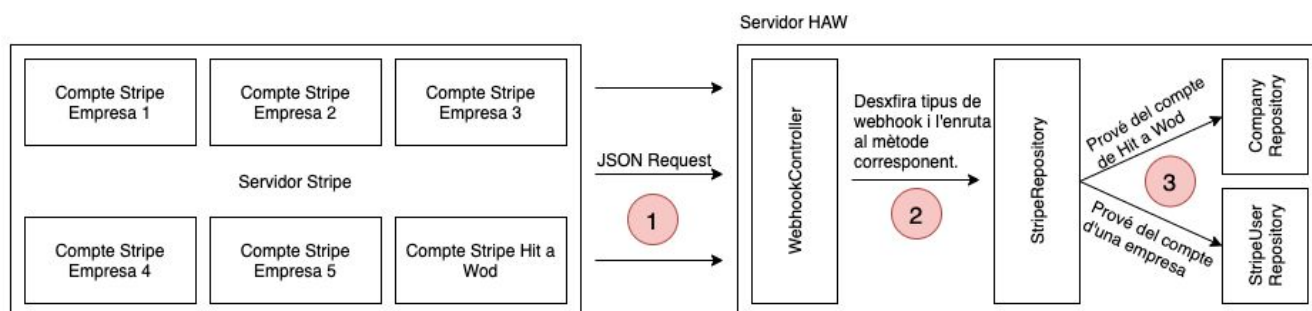 Servidor HAW
Compte Stripe
Empresa 1
Compte Stripe
Empresa 2
Compte Stripe
Empresa 3
Servidor Stripe
Compte Stripe
Empresa 4
Compte Stripe
Empresa 5
Compte Stripe Hit a
Wod
JSON Request
1
WebhookController
Desxfira tipus de
webhook i l'enruta
al mètode
corresponent.
2
StripeRepository
Prové del compte
de Hit a Wod
3
Prové del compte
d'una empresa
Company
Repository
StripeUser
Repository